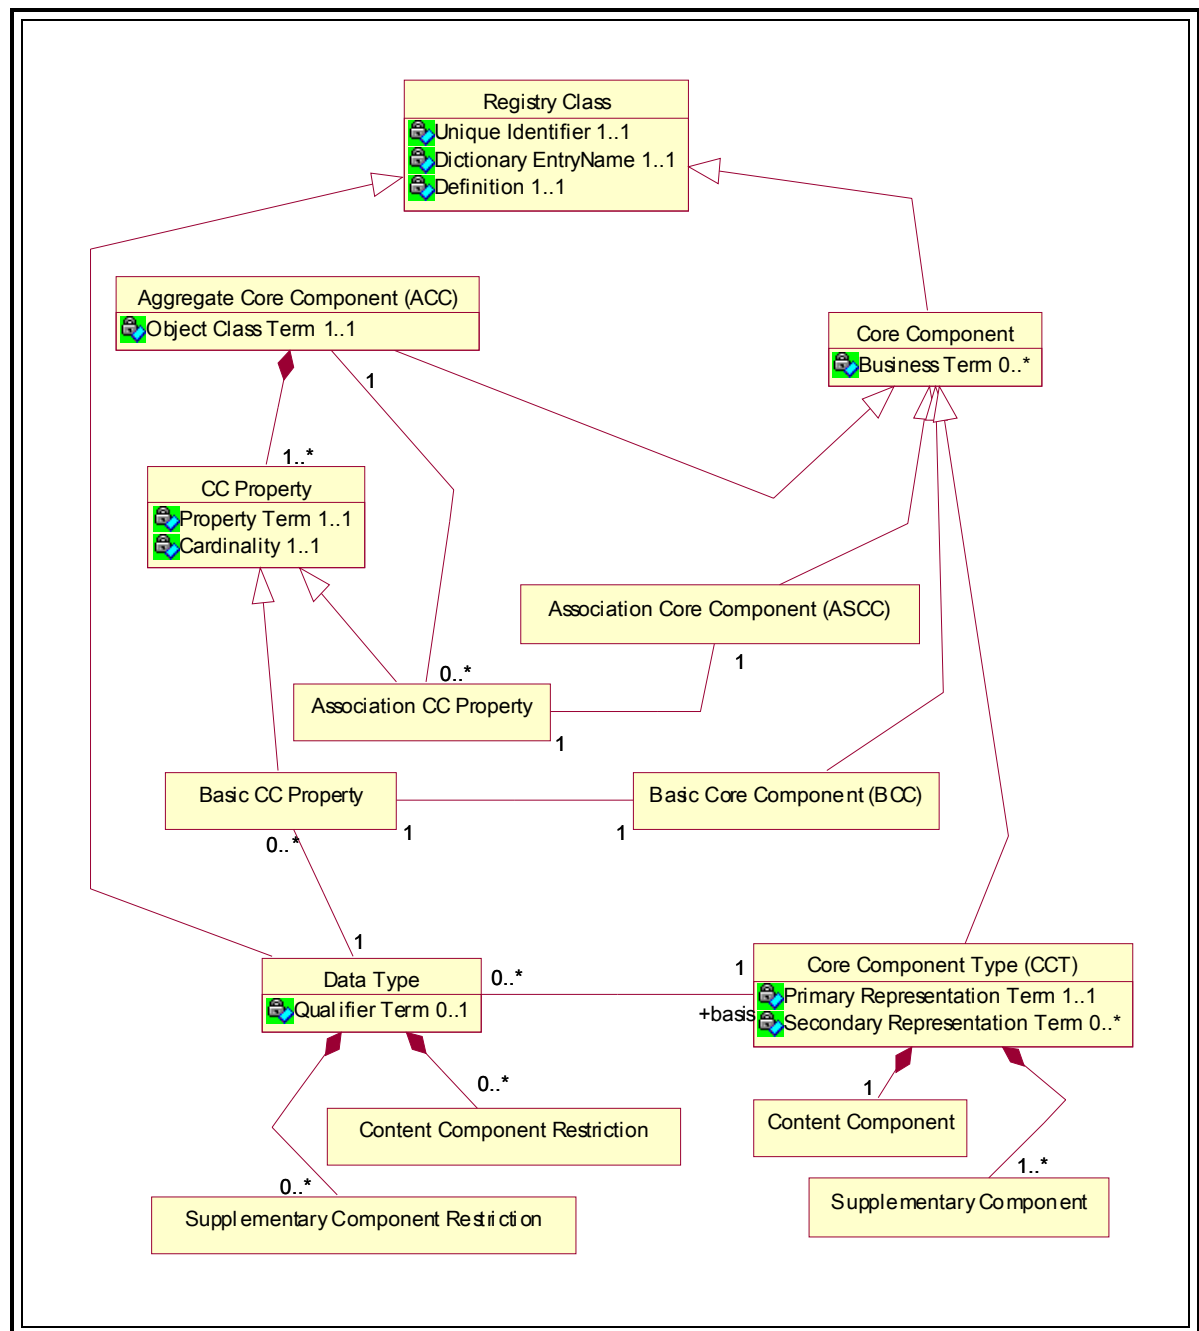 Registry Class
Unique Identifier 1..1
Dictionary EntryName 1..1
Definition 1..1
Aggregate Core Component (ACC)
Object Class Term 1..1
Core Component
Business Term 0..*
1
1..*
CC Property
Property Term 1..1
Cardinality 1..1
Association Core Component (ASCC)
1
0..*
Association CC Property
1
Basic CC Property
Basic Core Component (BCC)
1
1
0..*
1
Data Type
Qualifier Term 0..1
0..*
1
+basis
Core Component Type (CCT)
Primary Representation Term 1..1
Secondary Representation Term 0..*
0..*
Content Component Restriction
1
Content Component
0..*
Supplementary Component Restriction
1..*
Supplementary Component